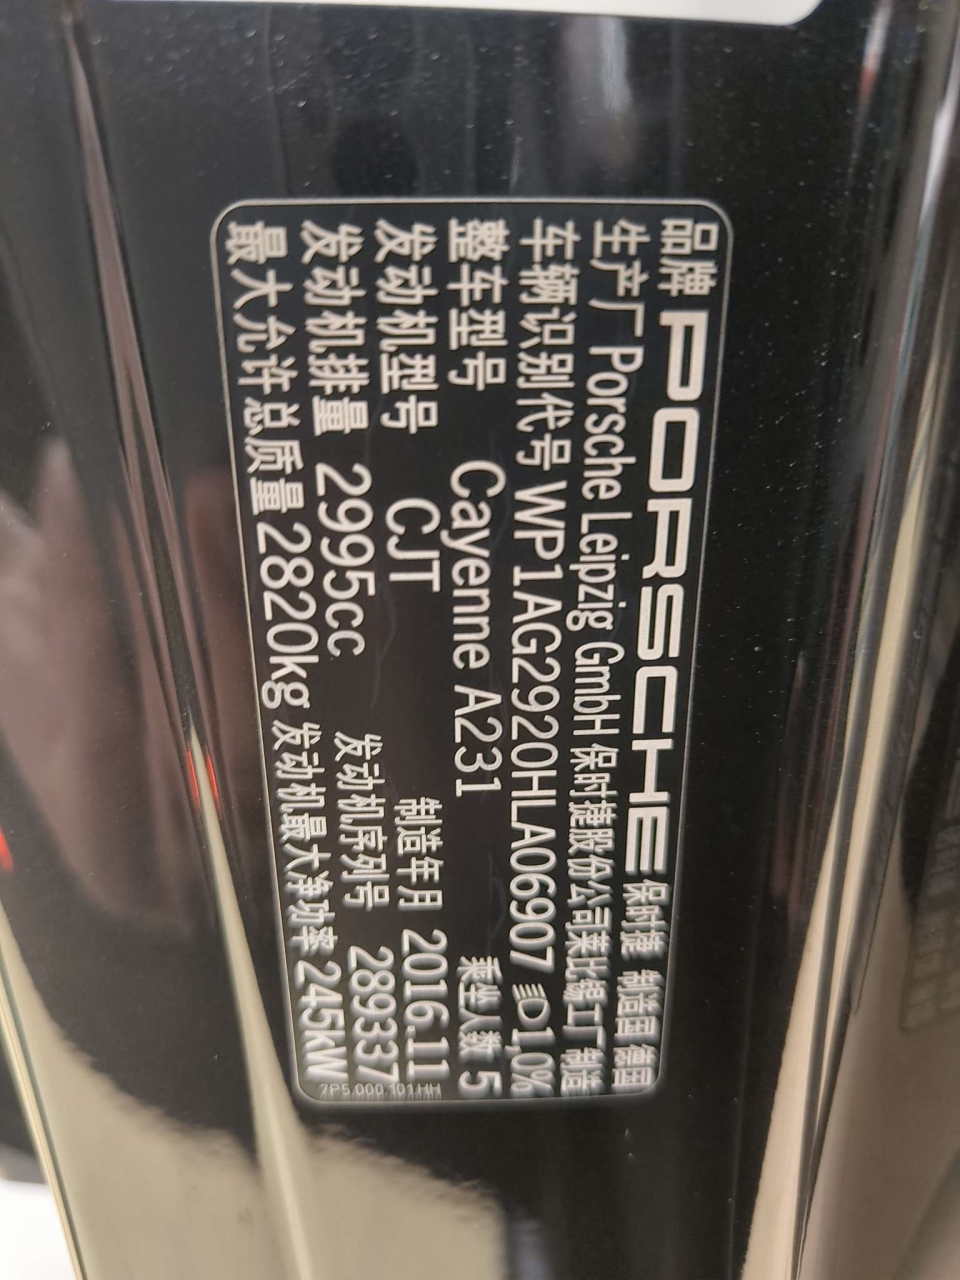 品牌 PORSCHE 保时捷 制造国 德国
生产厂 Porsche Leipzig GmbH 保时捷股份公司莱比锡工厂 制造
车辆识别代号 WP1AG2920HLA06907 1,0%
整车型号 Cayenne A231 乘坐人数 5
发动机型号 CJT 制造年月 2016.11
发动机排量 2995cc 发动机序列号 289337
最大允许总质量 2820kg 发动机最大净功率 245kW
7P5.000.101.HH